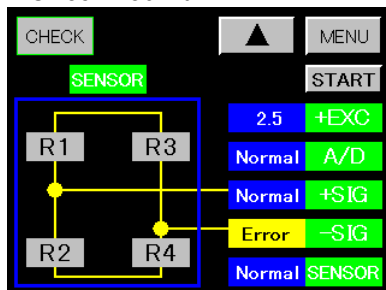 CHECK ▲ MENU
SENSOR START
2.5 +EXC
R1 R3 Normal A/D
Normal +SIG
Error −SIG
R2 R4
Normal SENSOR